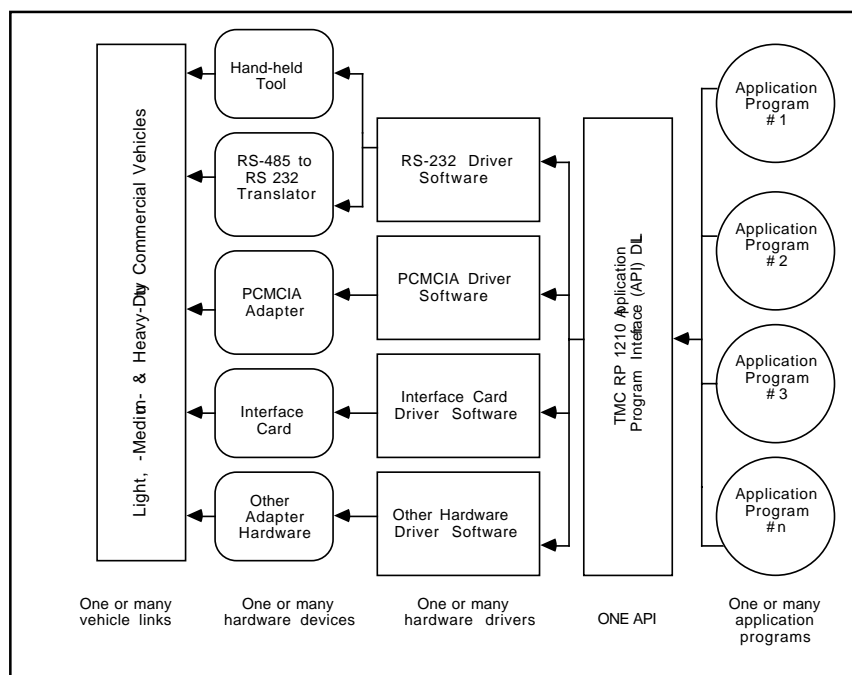 Light, -Medium- & Heavy-Duty Commercial Vehicles
Hand-held
Tool
RS-485 to
RS 232
Translator
PCMCIA
Adapter
Interface
Card
Other
Adapter
Hardware
RS-232 Driver
Software
PCMCIA Driver
Software
Interface Card
Driver Software
Other Hardware
Driver Software
TMC RP 1210 Application
Program Interface (API) DLL
Application
Program
#1
Application
Program
#2
Application
Program
#3
Application
Program
#n
One or many
vehicle links
One or many
hardware devices
One or many
hardware drivers
ONE API
One or many
application
programs